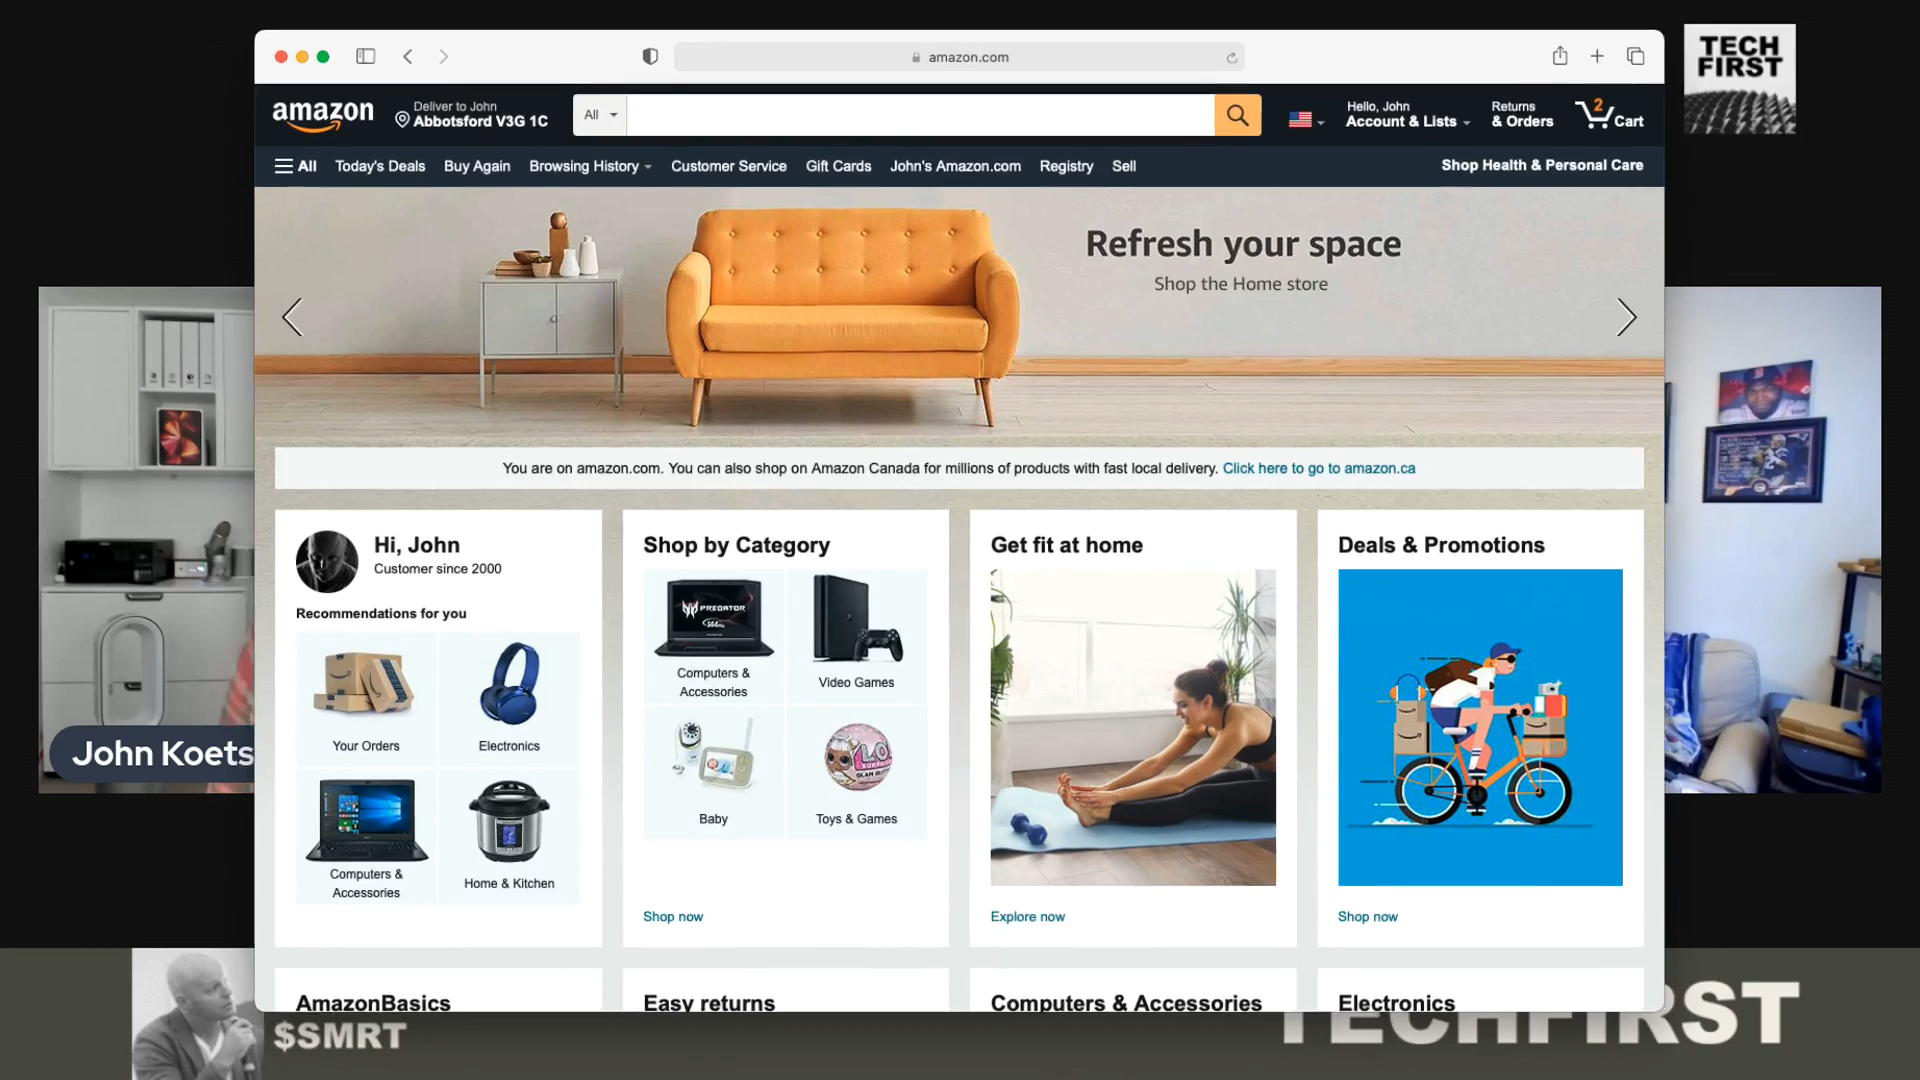 amazon.com
TECH
FIRST
amazon
Deliver to John
Abbotsford V3G 1C
All
Hello, John
Account & Lists
Returns
& Orders
2
Cart
All
Today's Deals
Buy Again
Browsing History
Customer Service
Gift Cards
John's Amazon.com
Registry
Sell
Shop Health & Personal Care
Refresh your space
Shop the Home store
You are on amazon.com. You can also shop on Amazon Canada for millions of products with fast local delivery. Click here to go to amazon.ca
Hi, John
Customer since 2000
Recommendations for you
Your Orders
Electronics
Computers &
Accessories
Home & Kitchen
Shop by Category
PREDATOR
Computers &
Accessories
Video Games
Baby
Toys & Games
Shop now
Get fit at home
Explore now
Deals & Promotions
Shop now
John Koets
AmazonBasics
Easy returns
Computers & Accessories
Electronics
$SMRT
TECHFIRST